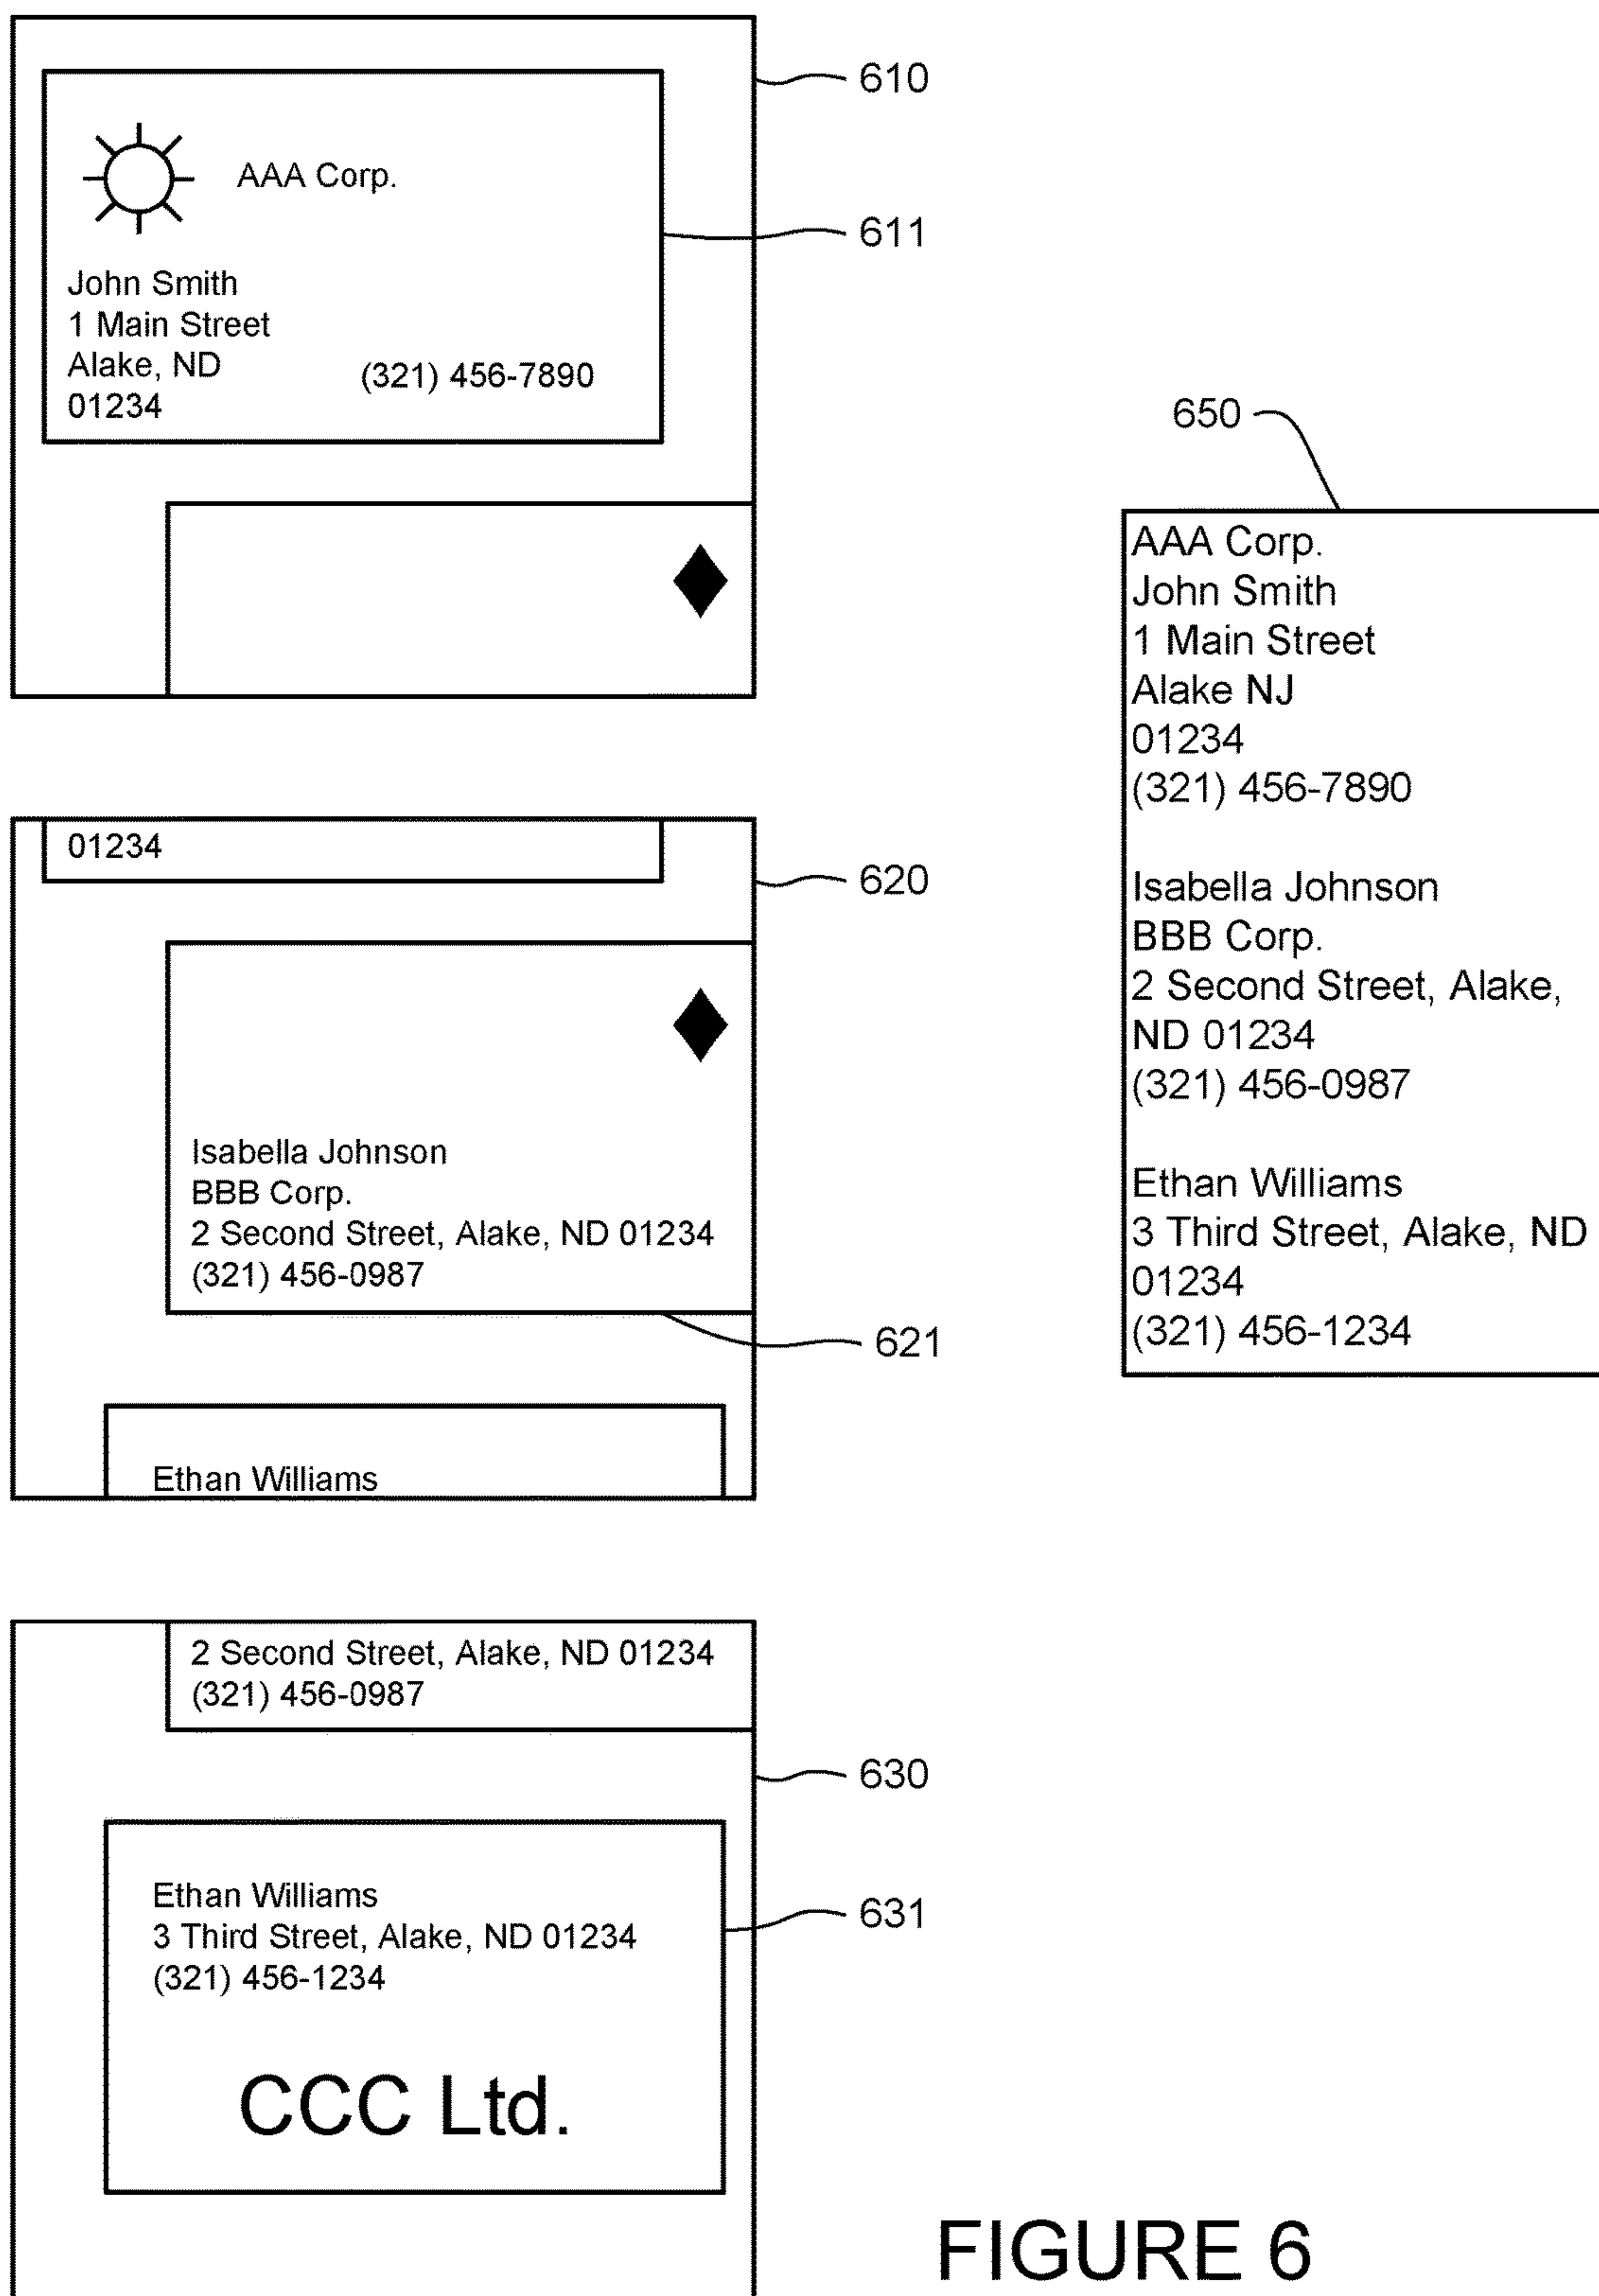 610
AAA Corp.
611
John Smith
1 Main Street
Alake, ND
(321) 456-7890
01234
01234
620
Isabella Johnson
BBB Corp.
2 Second Street, Alake, ND 01234
(321) 456-0987
621
Ethan Williams
2 Second Street, Alake, ND 01234
(321) 456-0987
630
Ethan Williams
631
3 Third Street, Alake, ND 01234
(321) 456-1234
CCC Ltd.
650
AAA Corp.
John Smith
1 Main Street
Alake NJ
01234
(321) 456-7890
Isabella Johnson
BBB Corp.
2 Second Street, Alake,
ND 01234
(321) 456-0987
Ethan Williams
3 Third Street, Alake, ND
01234
(321) 456-1234
FIGURE 6